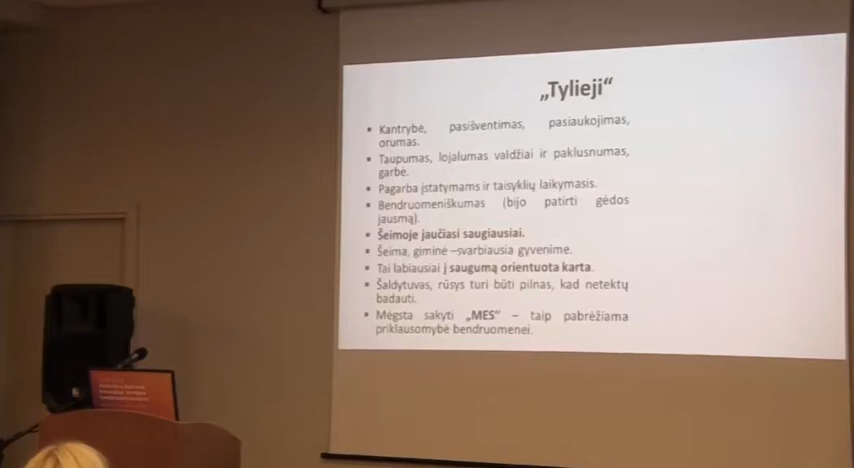 „Tylieji“
▪ Kantrybė, pasišventimas, pasiaukojimas,
orumas.
▪ Taupumas, lojalumas valdžiai ir paklusnumas,
garbė.
▪ Pagarba įstatymams ir taisyklių laikymasis.
▪ Bendruomeniškumas (bijo patirti gėdos
jausmą).
▪ Šeimoje jaučiasi saugiausiai.
▪ Šeima, giminė –svarbiausia gyvenime.
▪ Tai labiausiai į saugumą orientuota karta.
▪ Šaldytuvas, rūsys turi būti pilnas, kad netektų
badauti.
▪ Mėgsta sakyti „MES“ – taip pabrėžiama
priklausomybė bendruomenei.